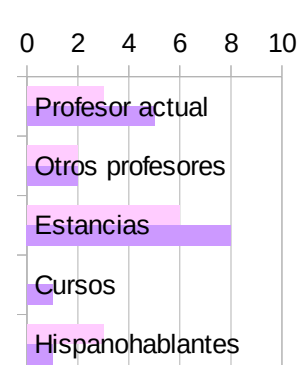 0 2 4 6 8 10
Profesor actual
Otros profesores
Estancias
Cursos
Hispanohablantes